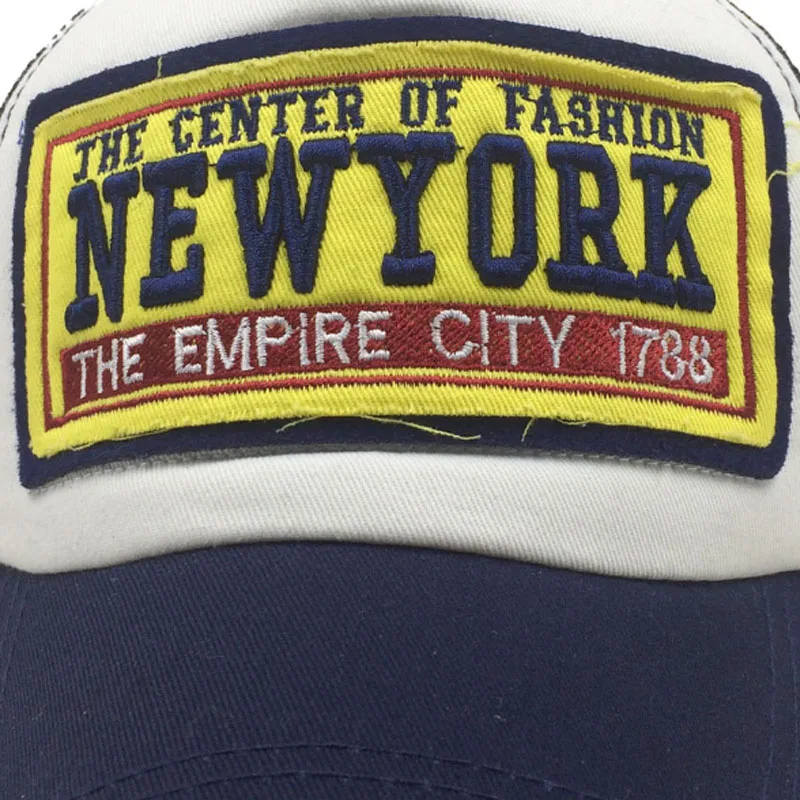 THE CENTER OF FASHION
NEWYORK
THE EMPIRE CITY 1788